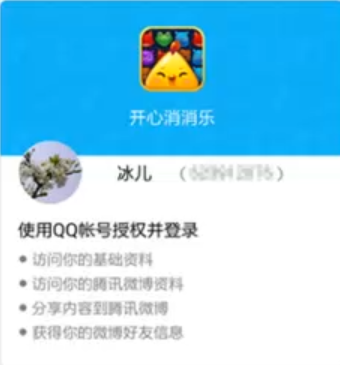 开心消消乐
冰儿
使用QQ帐号授权并登录
访问你的基础资料
访问你的腾讯微博资料
分享内容到腾讯微博
获得你的微博好友信息